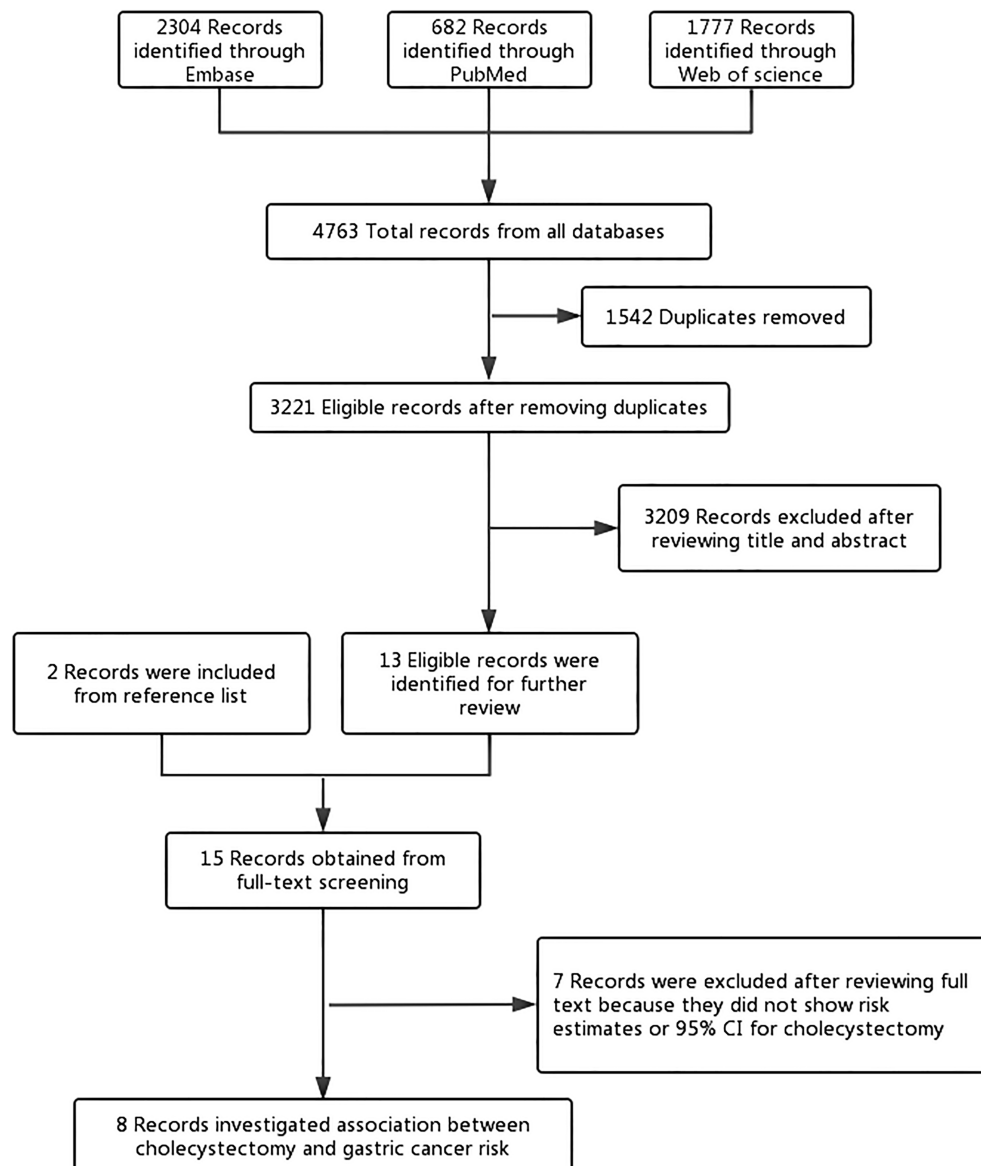 2304 Records
identified through
Embase
682 Records
identified through
PubMed
1777 Records
identified through
Web of science
4763 Total records from all databases
1542 Duplicates removed
3221 Eligible records after removing duplicates
3209 Records excluded after
reviewing title and abstract
2 Records were included
from reference list
13 Eligible records were
identified for further
review
15 Records obtained from
full-text screening
7 Records were excluded after reviewing full
text because they did not show risk
estimates or 95% CI for cholecystectomy
8 Records investigated association between
cholecystectomy and gastric cancer risk